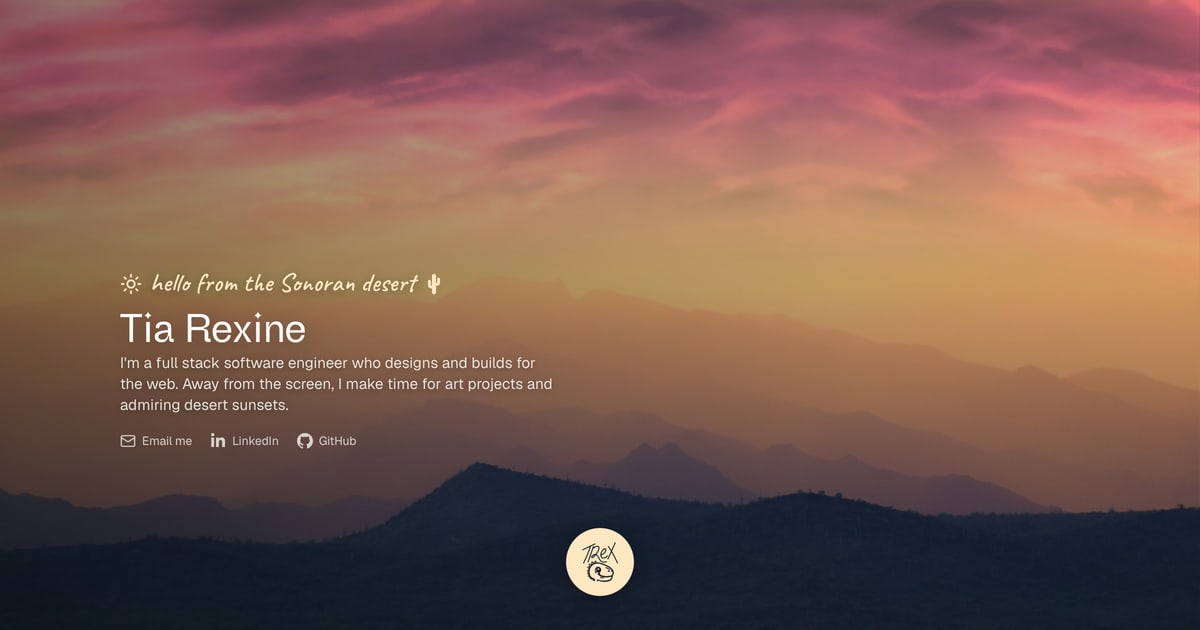 hello from the Sonoran desert
Tia Rexine
I'm a full stack software engineer who designs and builds for
the web. Away from the screen, I make time for art projects and
admiring desert sunsets.
Email me LinkedIn GitHub
TReX